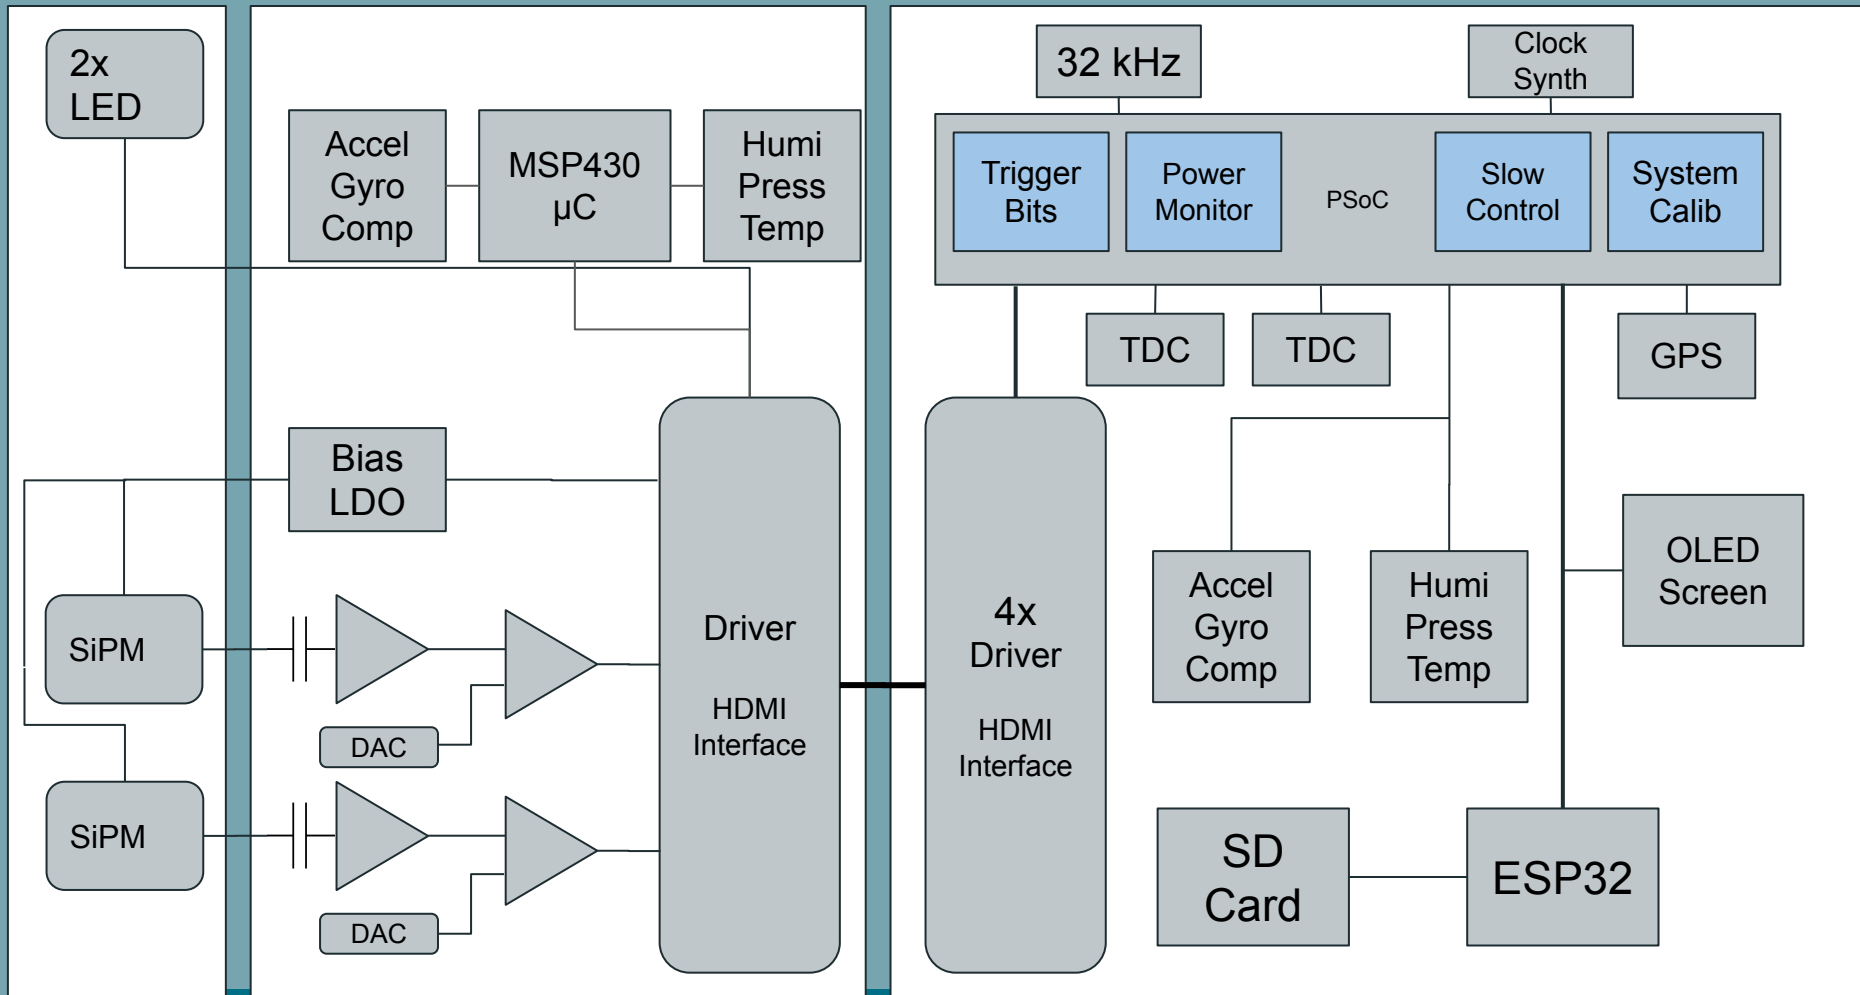 2x
LED
Accel
Gyro
Comp
MSP430
µC
Humi
Press
Temp
Bias
LDO
SiPM
DAC
SiPM
DAC
Driver
HDMI
Interface
32 kHz
Clock
Synth
Trigger
Bits
Power
Monitor
PSoC
Slow
Control
System
Calib
TDC
TDC
GPS
4x
Driver
HDMI
Interface
Accel
Gyro
Comp
Humi
Press
Temp
OLED
Screen
SD
Card
ESP32